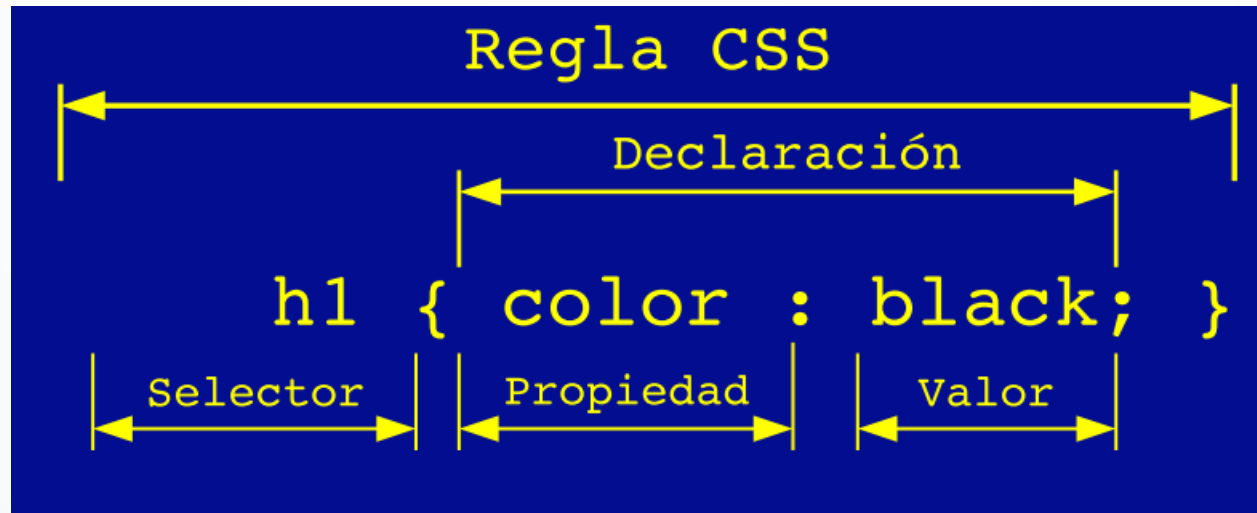 Regla CSS
Declaración
h1 { color : black; }
Selector Propiedad Valor